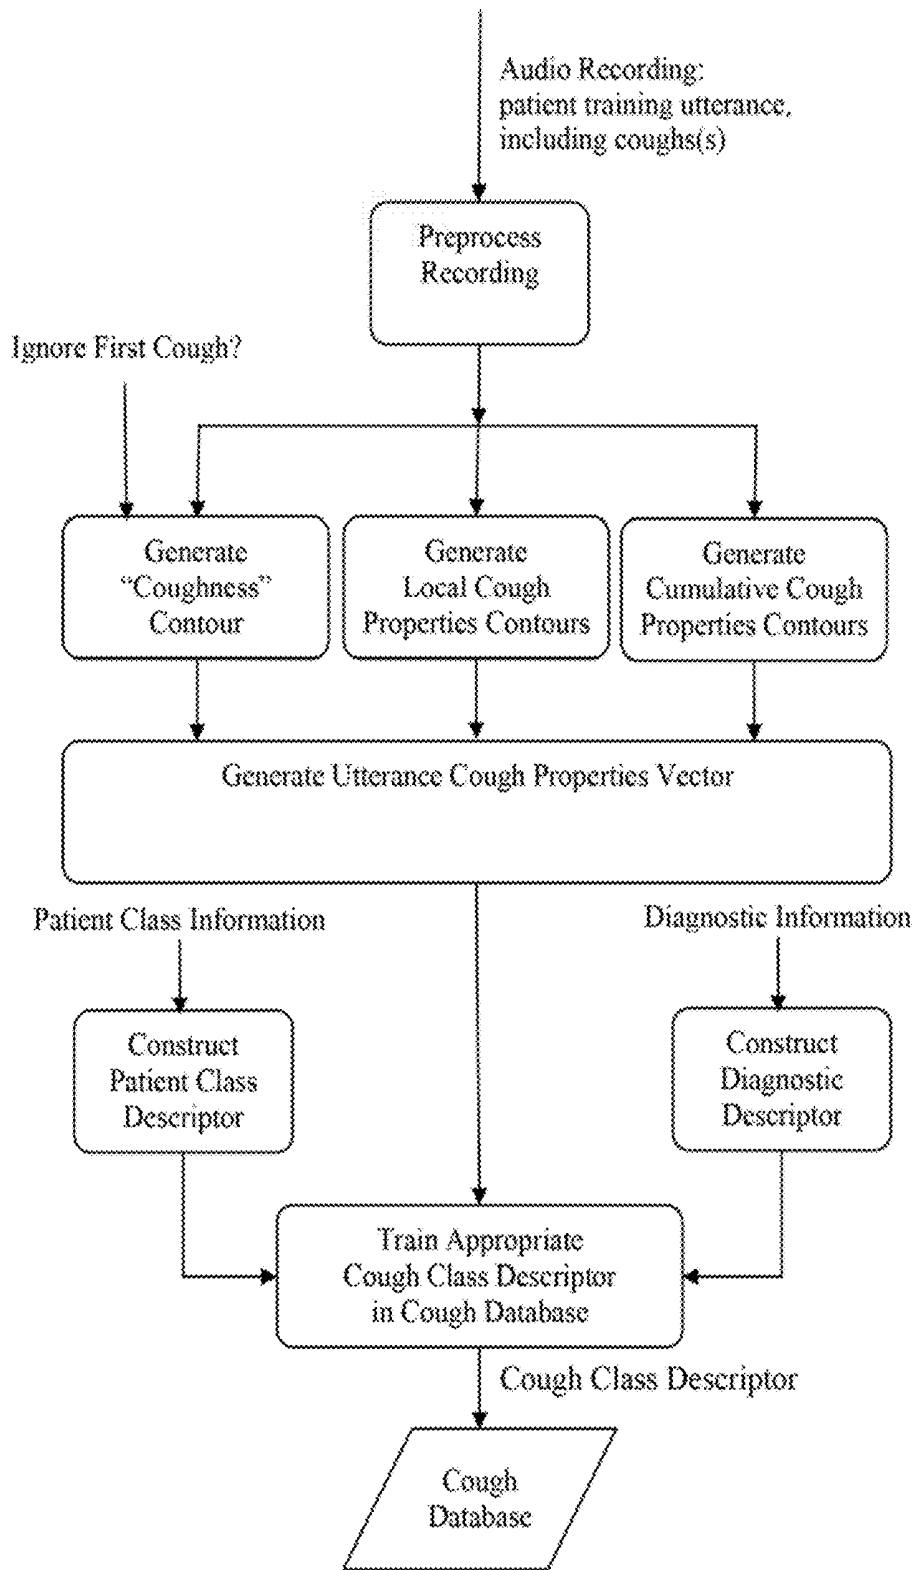 Audio Recording:
patient training utterance,
including coughs(s)
Preprocess
Recording
Ignore First Cough?
Generate
“Coughness”
Contour
Generate
Local Cough
Properties Contours
Generate
Cumulative Cough
Properties Contours
Generate Utterance Cough Properties Vector
Patient Class Information
Diagnostic Information
Construct
Patient Class
Descriptor
Construct
Diagnostic
Descriptor
Train Appropriate
Cough Class Descriptor
in Cough Database
Cough Class Descriptor
Cough
Database